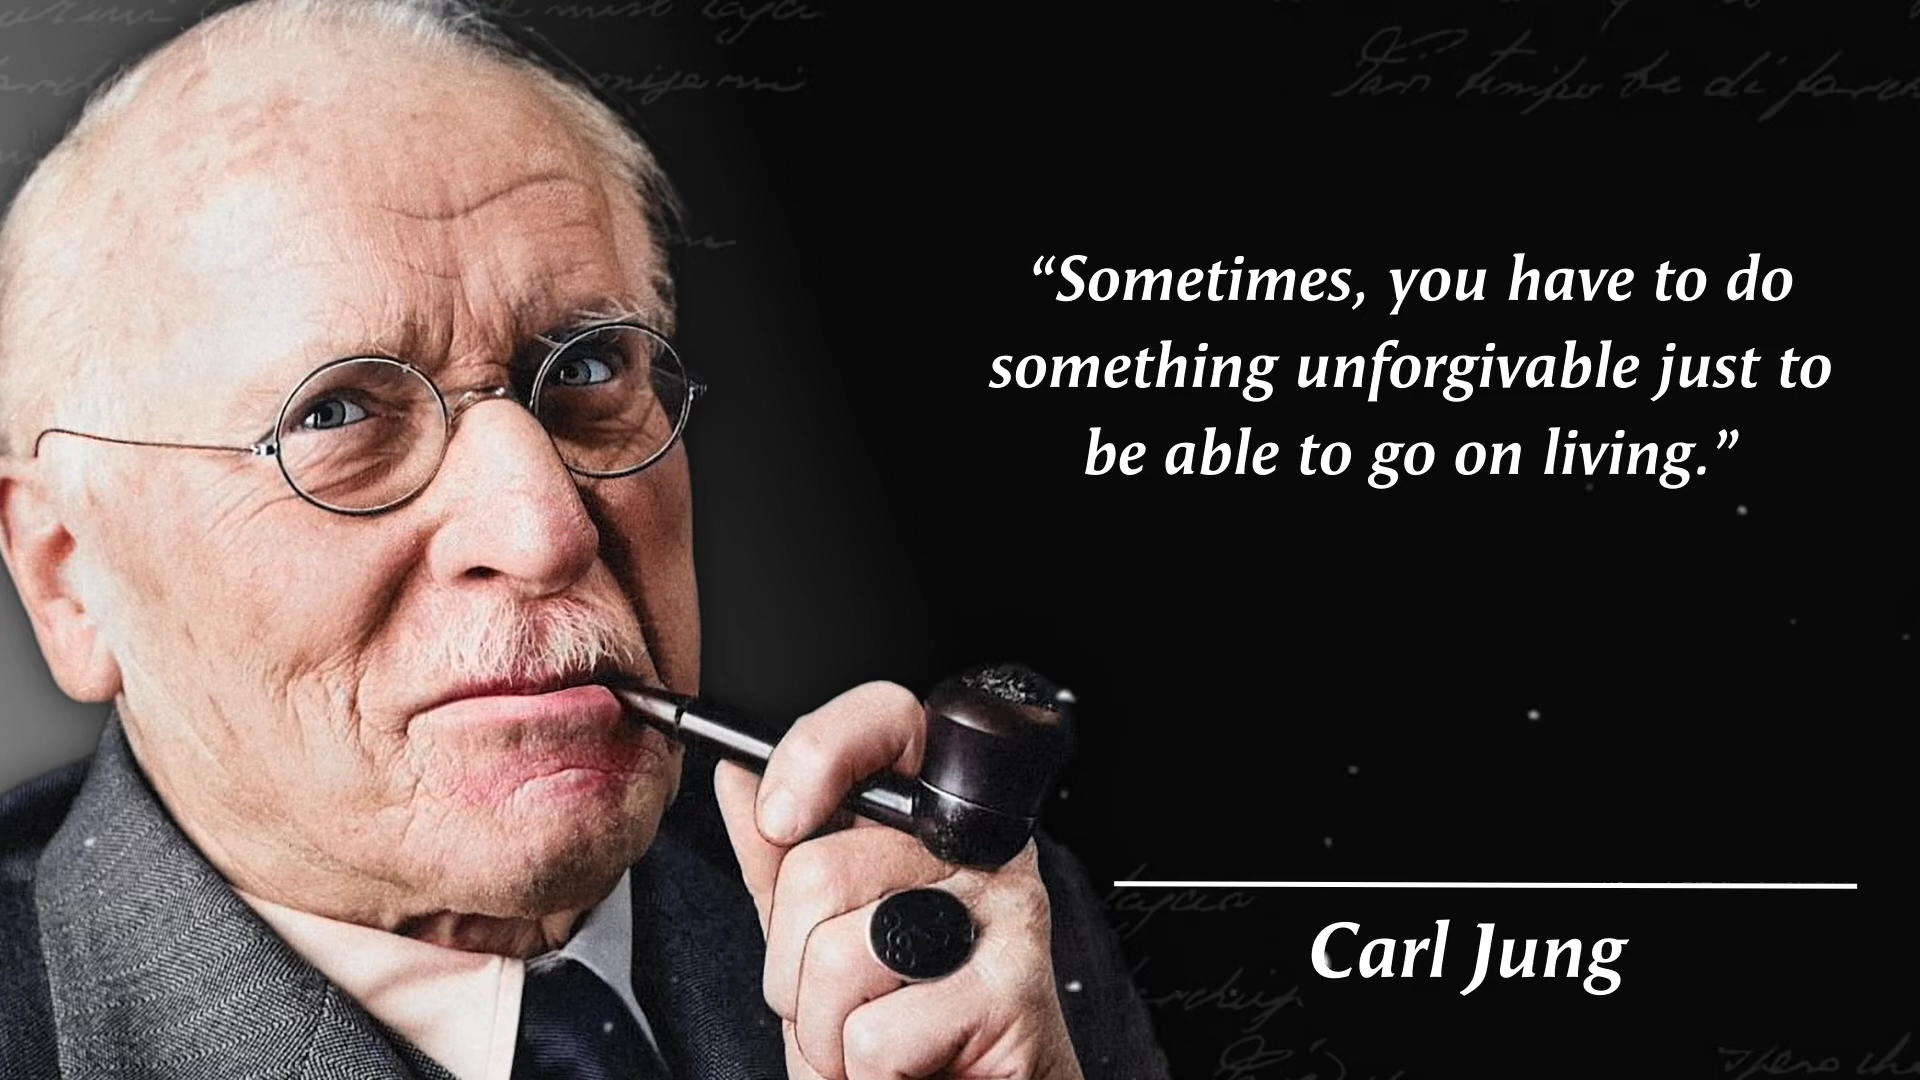 “Sometimes, you have to do
something unforgivable just to
be able to go on living.”
Carl Jung